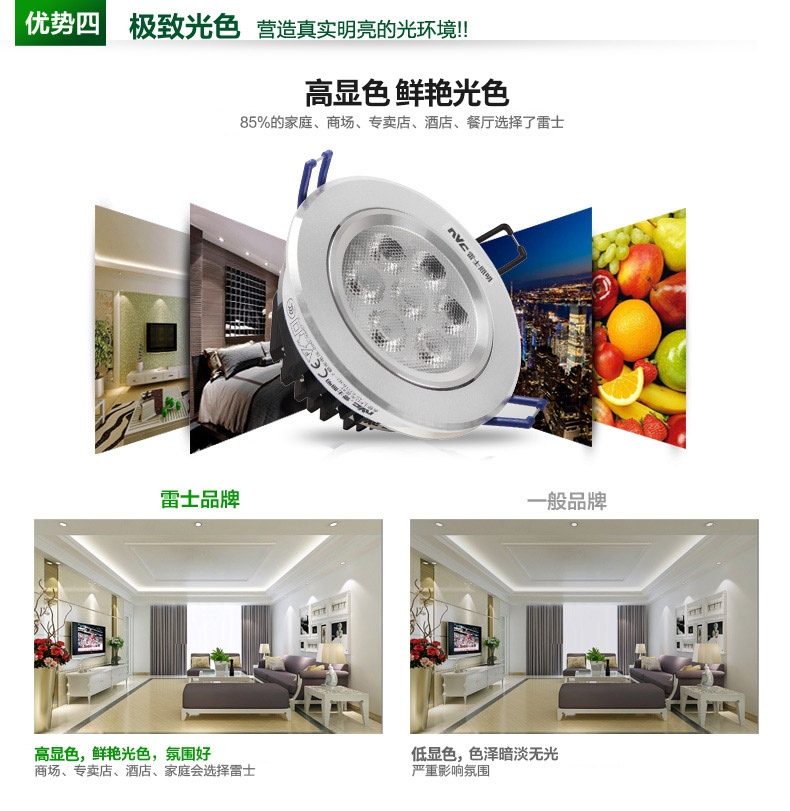 优势四 极致光色 营造真实明亮的光环境!!
高显色 鲜艳光色
85%的家庭、商场、专卖店、酒店、餐厅选择了雷士
nvc 雷士照明
雷士品牌
一般品牌
高显色，鲜艳光色，氛围好
商场、专卖店、酒店、家庭会选择雷士
低显色，色泽暗淡无光
严重影响氛围